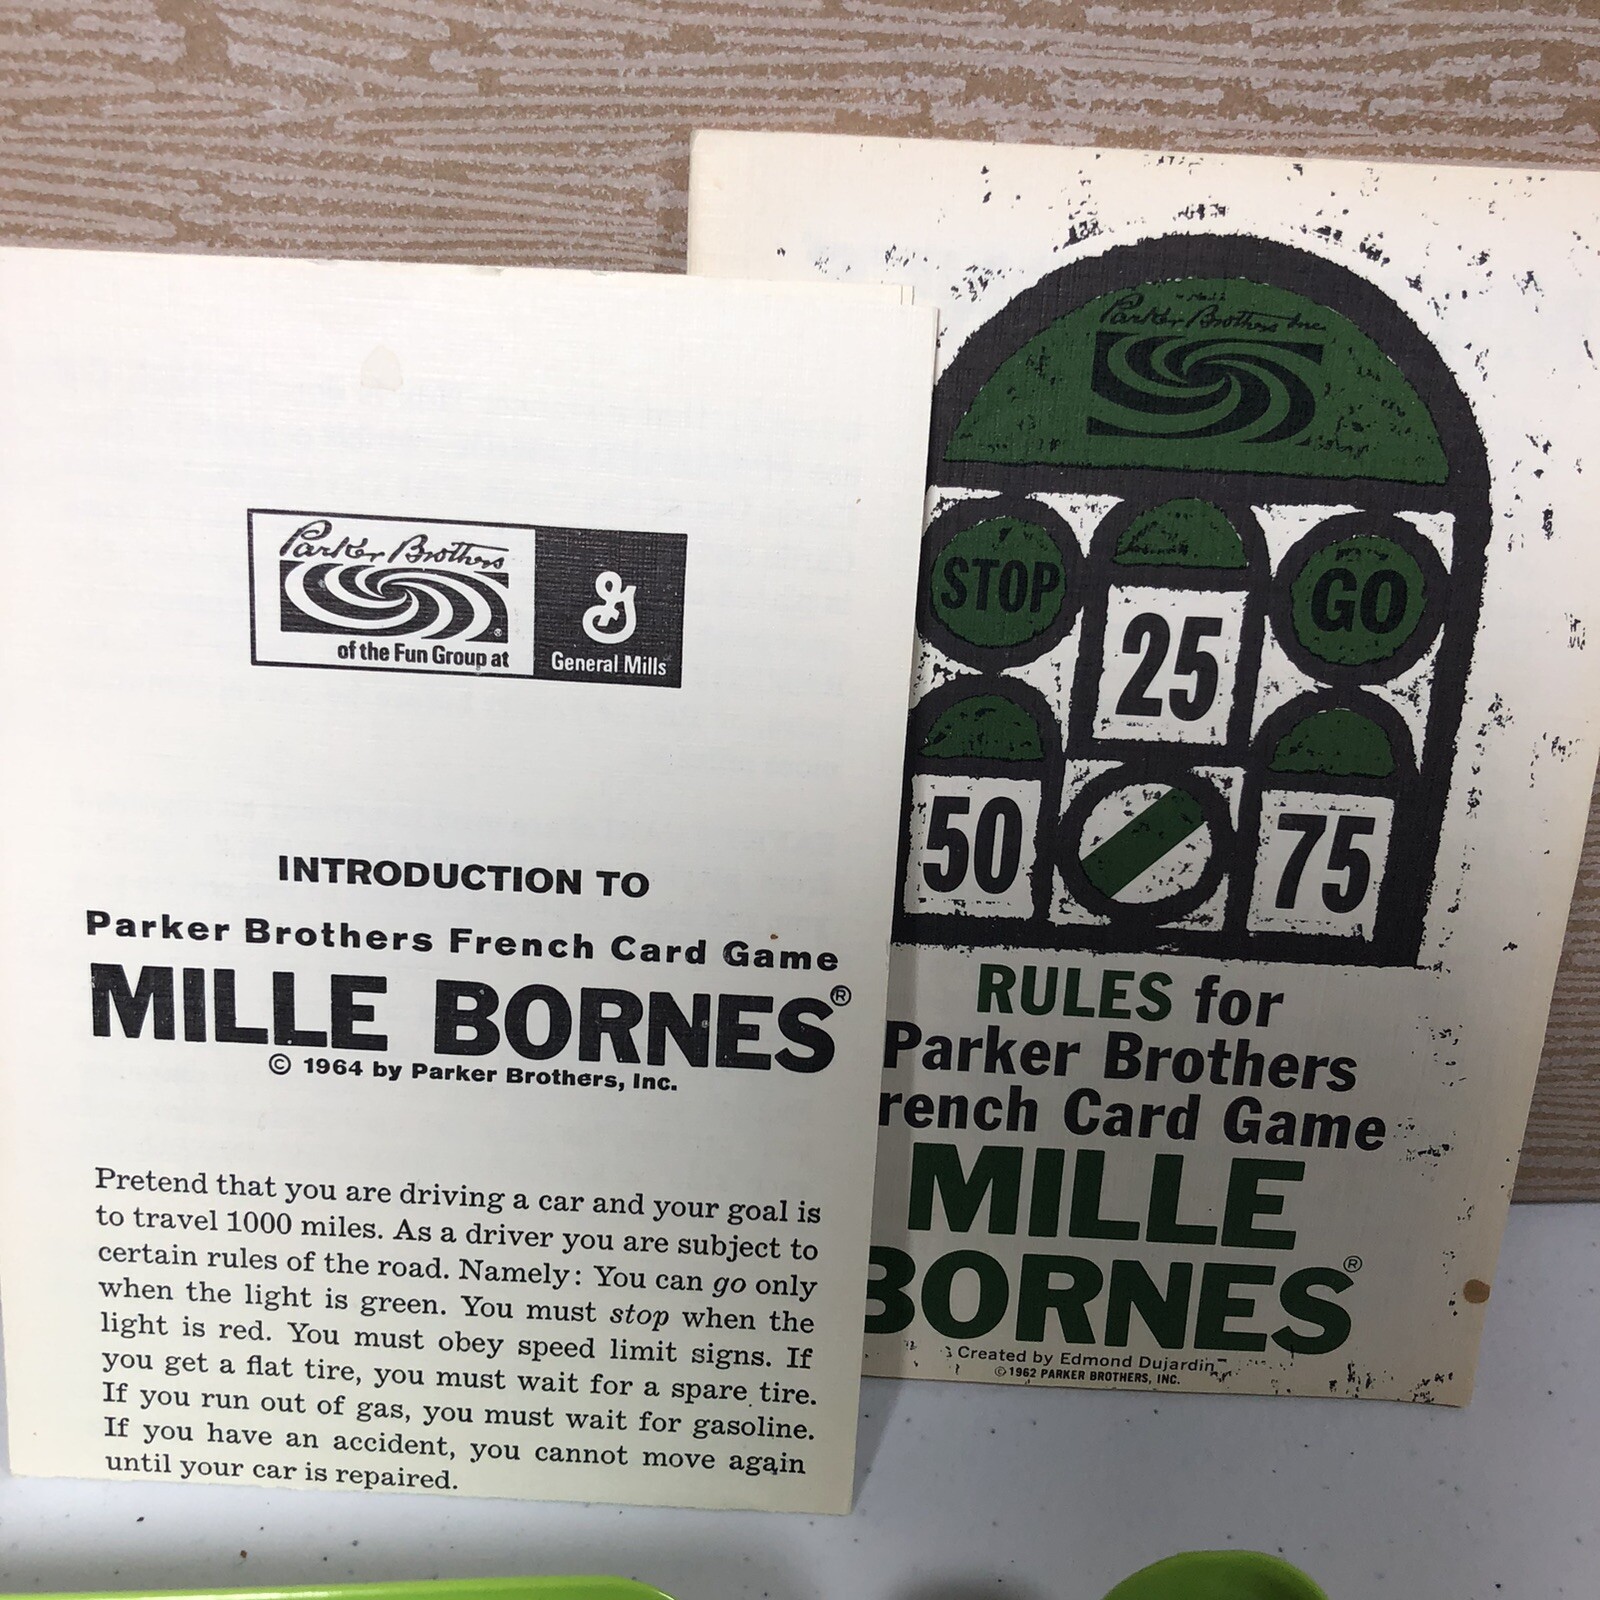 Parker Brothers
of the Fun Group at
General Mills
INTRODUCTION TO
Parker Brothers French Card Game
MILLE BORNES®
© 1964 by Parker Brothers, Inc.
Pretend that you are driving a car and your goal is
to travel 1000 miles. As a driver you are subject to
certain rules of the road. Namely: You can go only
when the light is green. You must stop when the
light is red. You must obey speed limit signs. If
you get a flat tire, you must wait for a spare tire.
If you run out of gas, you must wait for gasoline.
If you have an accident, you cannot move again
until your car is repaired.
Parker Brothers Inc
STOP
25
GO
50
75
RULES for
Parker Brothers
rench Card Game
MILLE
BORNES®
Created by Edmond Dujardin
© 1962 PARKER BROTHERS, INC.